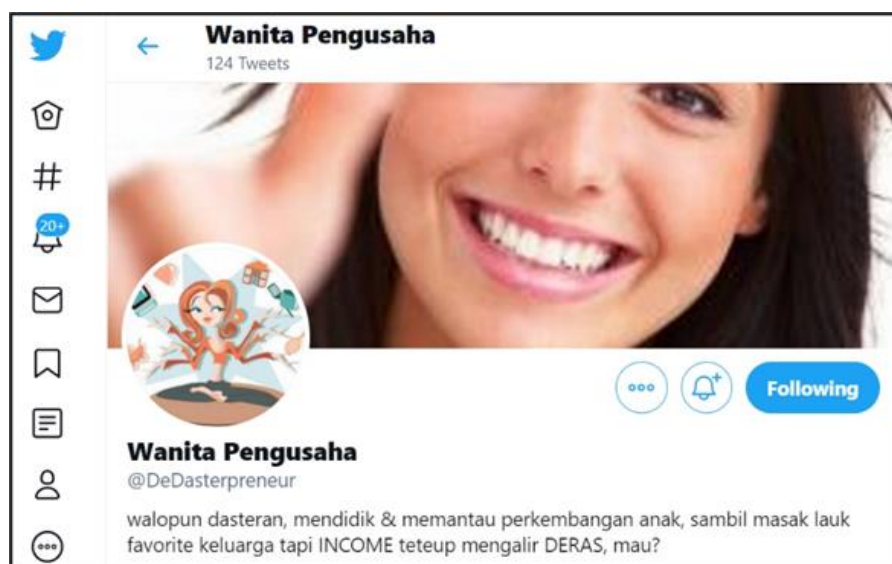 Wanita Pengusaha
124 Tweets
20+
Following
Wanita Pengusaha
@DeDasterpreneur
walopun dasteran, mendidik & memantau perkembangan anak, sambil masak lauk
favorite keluarga tapi INCOME teteup mengalir DERAS, mau?